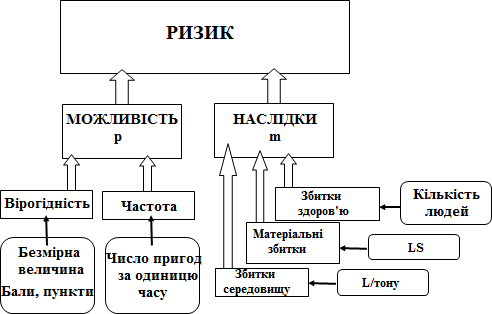 РИЗИК
МОЖЛИВІСТЬ
p
НАСЛІДКИ
m
Вірогідність
Частота
Збитки
здоров'ю
Кількість
людей
Безмірна
величина
Бали, пункти
Число пригод
за одиницю
часу
Матеріальні
збитки
LS
Збитки
середовищу
L/тону